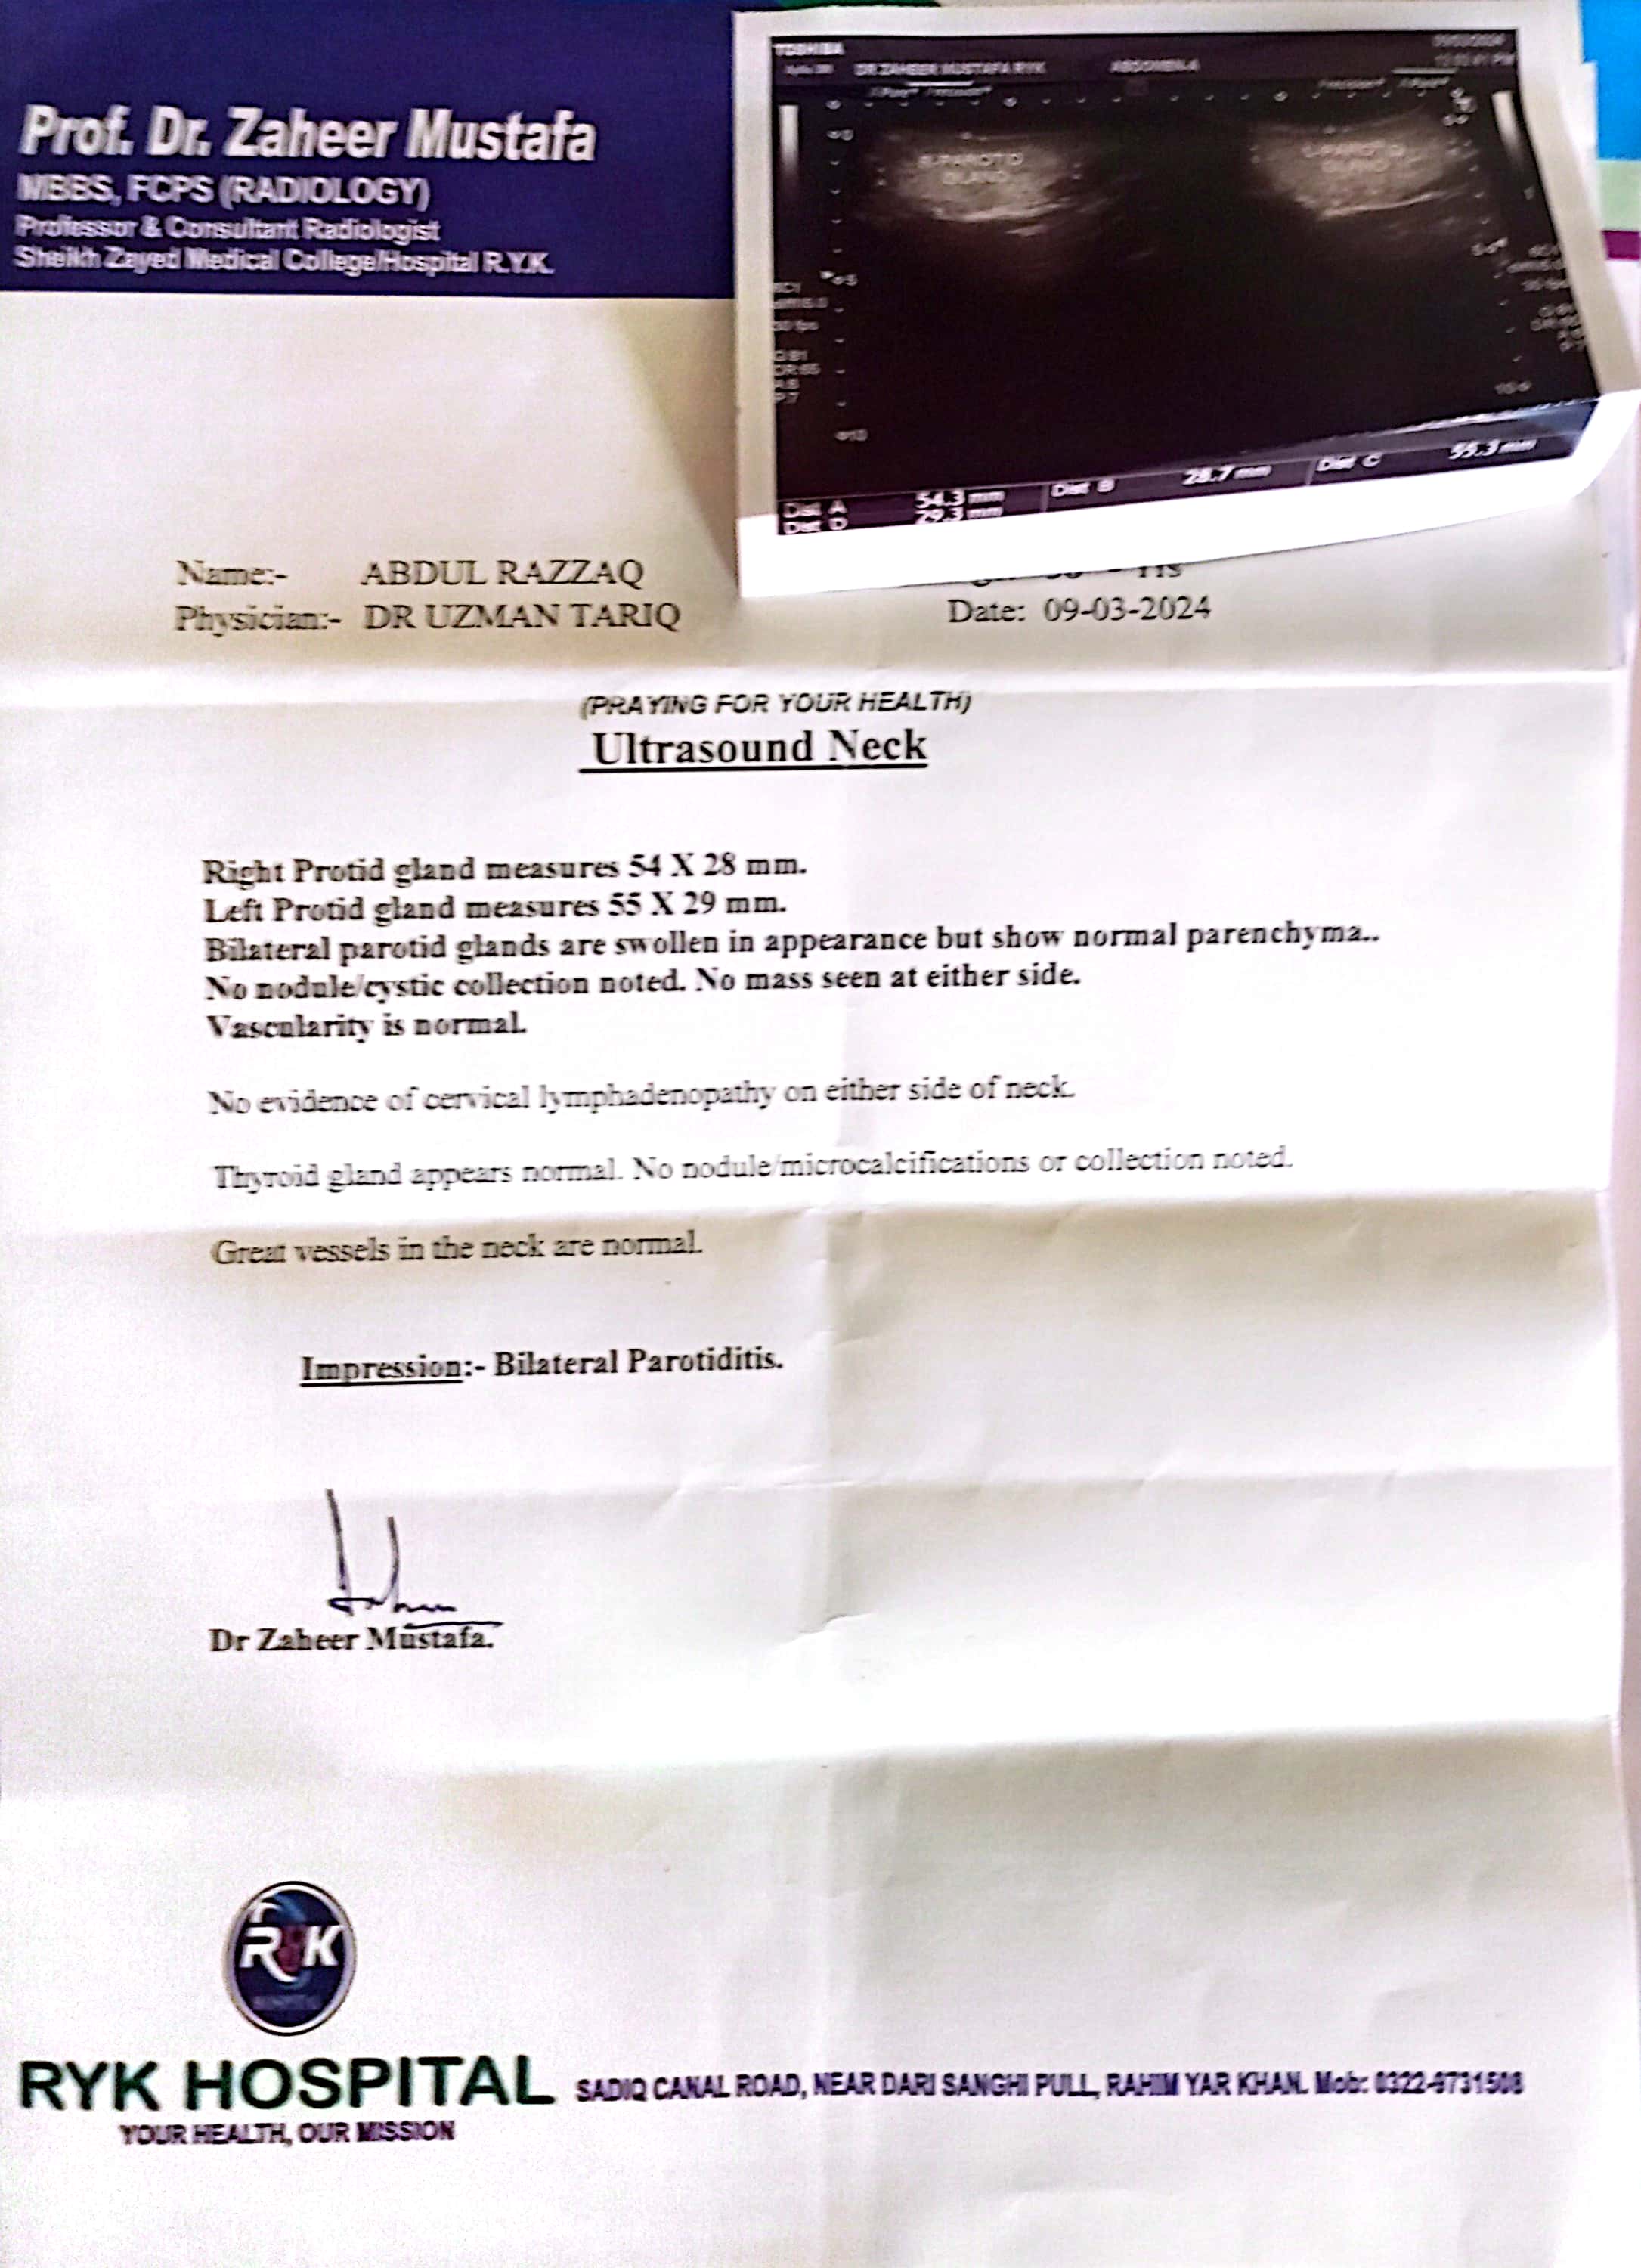 Prof. Dr. Zaheer Mustafa
MBBS, FCPS (RADIOLOGY)
Professor & Consultant Radiologist
Sheikh Zayed Medical College/Hospital R.Y.K.
TOSHIBA
DR ZAHEER MUSTAFA RYK ABDOMEN.A
R-PAROTID GLAND
L-PAROTID GLAND
Dist A 54.3 mm Dist B 28.7 mm Dist C 55.3 mm
Dist D 29.3 mm
Name:- ABDUL RAZZAQ Yrs
Physician:- DR UZMAN TARIQ Date: 09-03-2024
(PRAYING FOR YOUR HEALTH)
Ultrasound Neck
Right Protid gland measures 54 X 28 mm.
Left Protid gland measures 55 X 29 mm.
Bilateral parotid glands are swollen in appearance but show normal parenchyma..
No nodule/cystic collection noted. No mass seen at either side.
Vascularity is normal.
No evidence of cervical lymphadenopathy on either side of neck.
Thyroid gland appears normal. No nodule/microcalcifications or collection noted.
Great vessels in the neck are normal.
Impression:- Bilateral Parotiditis.
Dr Zaheer Mustafa.
RYK
RYK HOSPITAL SADIQ CANAL ROAD, NEAR DARI SANGHI PULL, RAHIM YAR KHAN. Mob: 0322-9731508
YOUR HEALTH, OUR MISSION